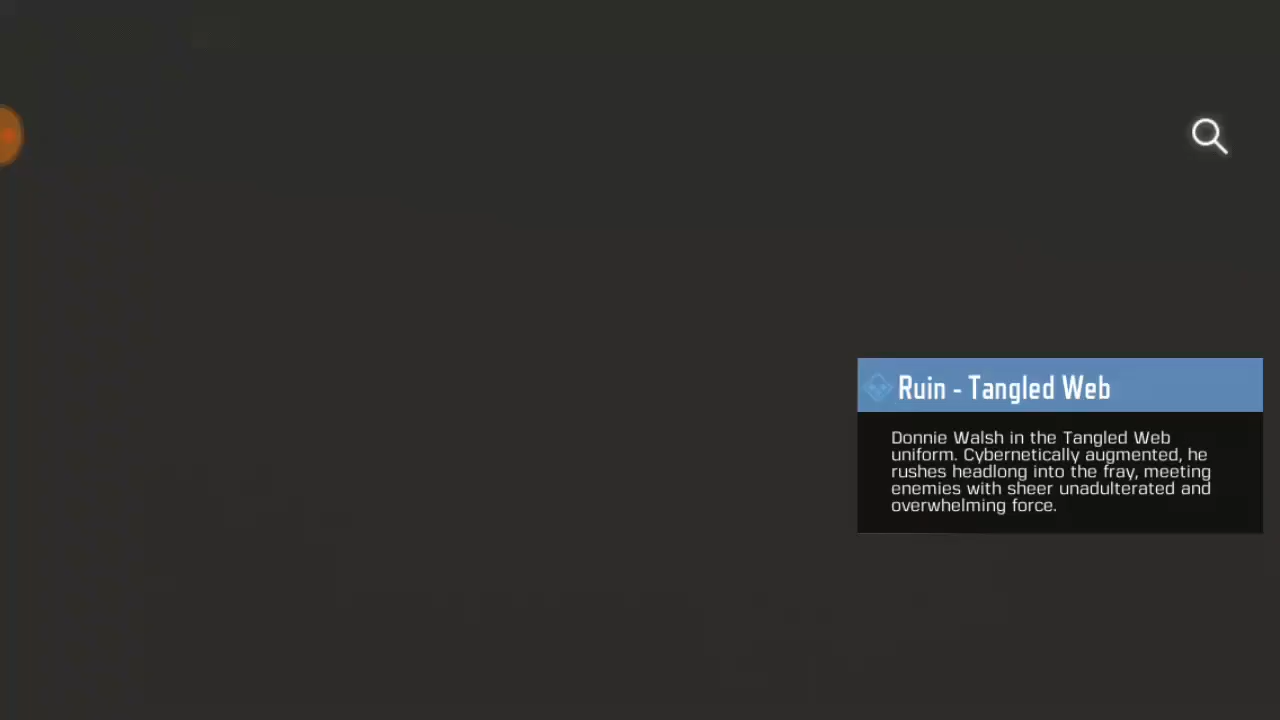 Ruin - Tangled Web
Donnie Walsh in the Tangled Web
uniform. Cybernetically augmented, he
rushes headlong into the fray, meeting
enemies with sheer unadulterated and
overwhelming force.